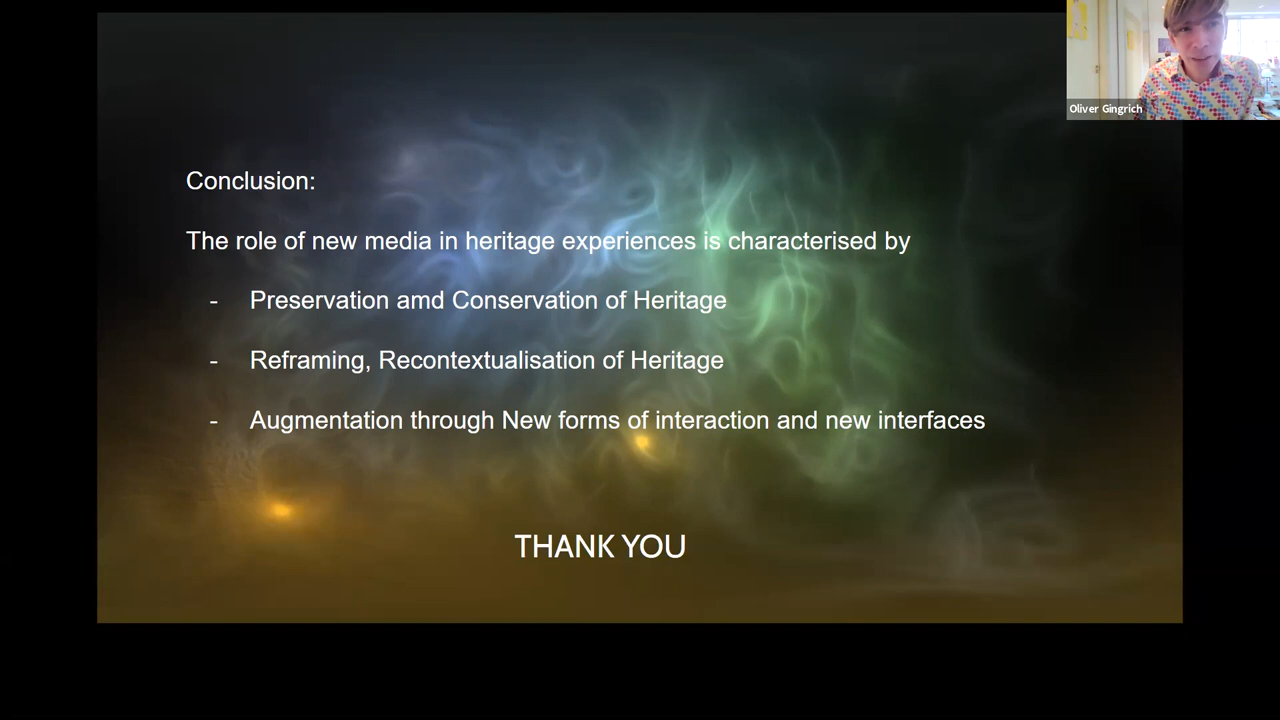 Oliver Gingrich
Conclusion:
The role of new media in heritage experiences is characterised by
- Preservation amd Conservation of Heritage
- Reframing, Recontextualisation of Heritage
- Augmentation through New forms of interaction and new interfaces
THANK YOU